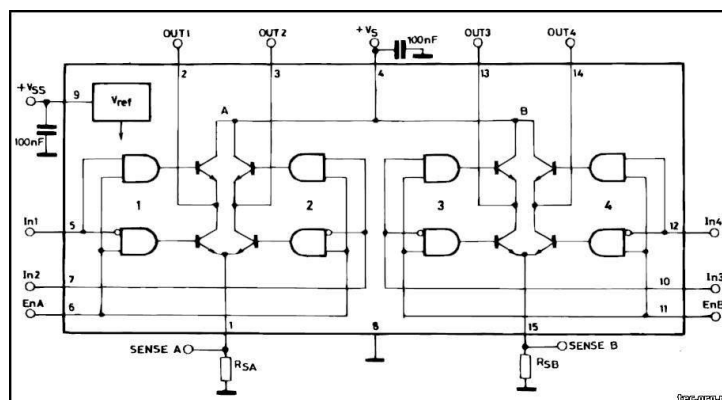 OUT1 OUT2 +VS 100nF OUT3 OUT4
2 3 4 13 14
+VSS 9 Vref A B
100nF
1 2 3 4
In1 5 12 In4
In2 7 10 In3
EnA 6 11 EnB
1 8 15
SENSE A SENSE B
RSA RSB